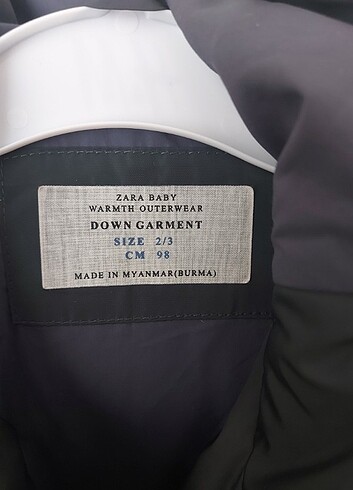 ZARA BABY
WARMTH OUTERWEAR
DOWN GARMENT
SIZE 2/3
CM 98
MADE IN MYANMAR(BURMA)